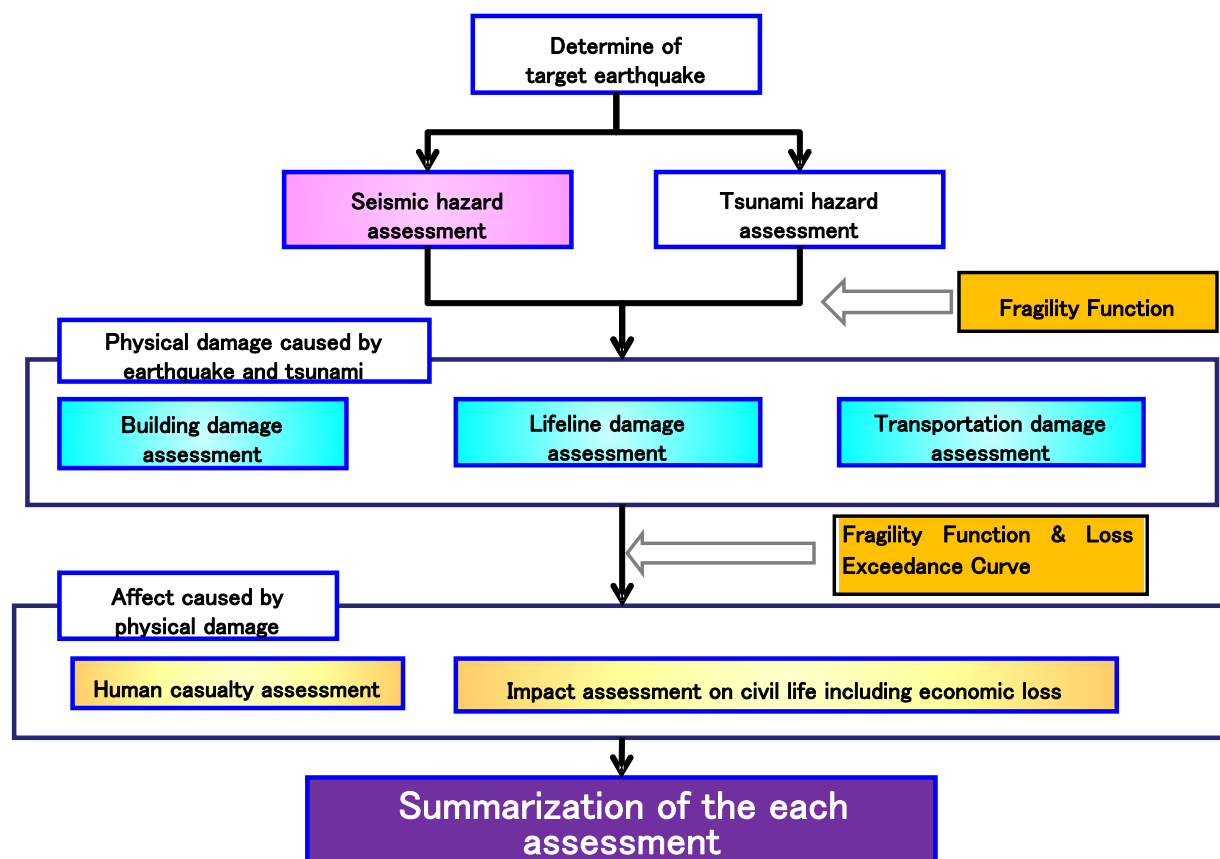 Determine of
target earthquake
Seismic hazard
assessment
Tsunami hazard
assessment
Fragility Function
Physical damage caused by
earthquake and tsunami
Building damage
assessment
Lifeline damage
assessment
Transportation damage
assessment
Fragility Function & Loss
Exceedance Curve
Affect caused by
physical damage
Human casualty assessment
Impact assessment on civil life including economic loss
Summarization of the each
assessment